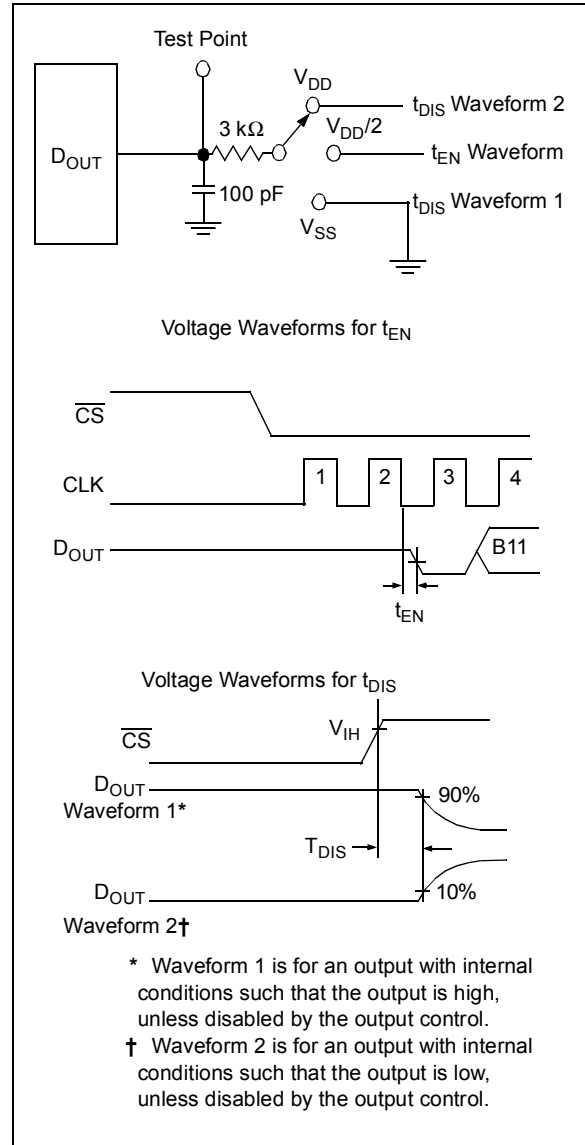 Test Point
V_DD
t_DIS Waveform 2
3 kΩ
V_DD/2
D_OUT
t_EN Waveform
100 pF
t_DIS Waveform 1
V_SS
Voltage Waveforms for t_EN
C̅S̅
CLK
1 2 3 4
D_OUT
B11
t_EN
Voltage Waveforms for t_DIS
V_IH
C̅S̅
D_OUT
Waveform 1*
90%
T_DIS
D_OUT
10%
Waveform 2†
* Waveform 1 is for an output with internal
conditions such that the output is high,
unless disabled by the output control.
† Waveform 2 is for an output with internal
conditions such that the output is low,
unless disabled by the output control.